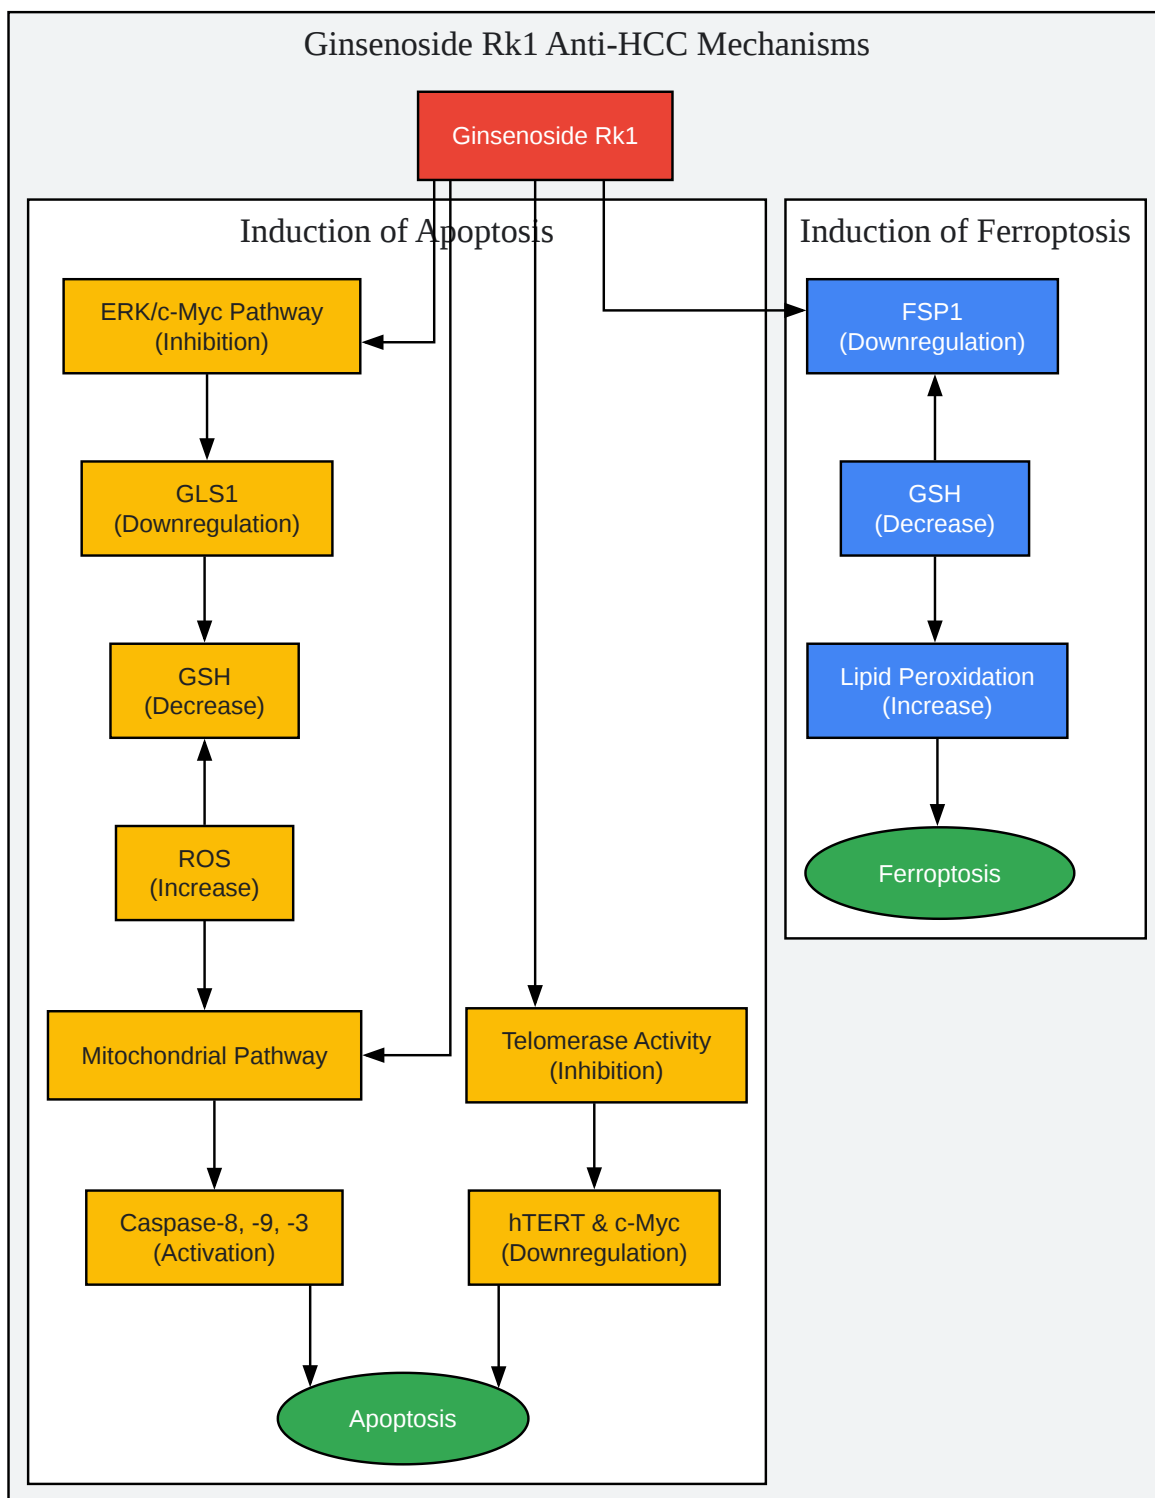 Ginsenoside Rk1 Anti-HCC Mechanisms
Ginsenoside Rk1
Induction of Apoptosis
ERK/c-Myc Pathway
(Inhibition)
GLS1
(Downregulation)
GSH
(Decrease)
ROS
(Increase)
Mitochondrial Pathway
Telomerase Activity
(Inhibition)
Caspase-8, -9, -3
(Activation)
hTERT & c-Myc
(Downregulation)
Apoptosis
Induction of Ferroptosis
FSP1
(Downregulation)
GSH
(Decrease)
Lipid Peroxidation
(Increase)
Ferroptosis